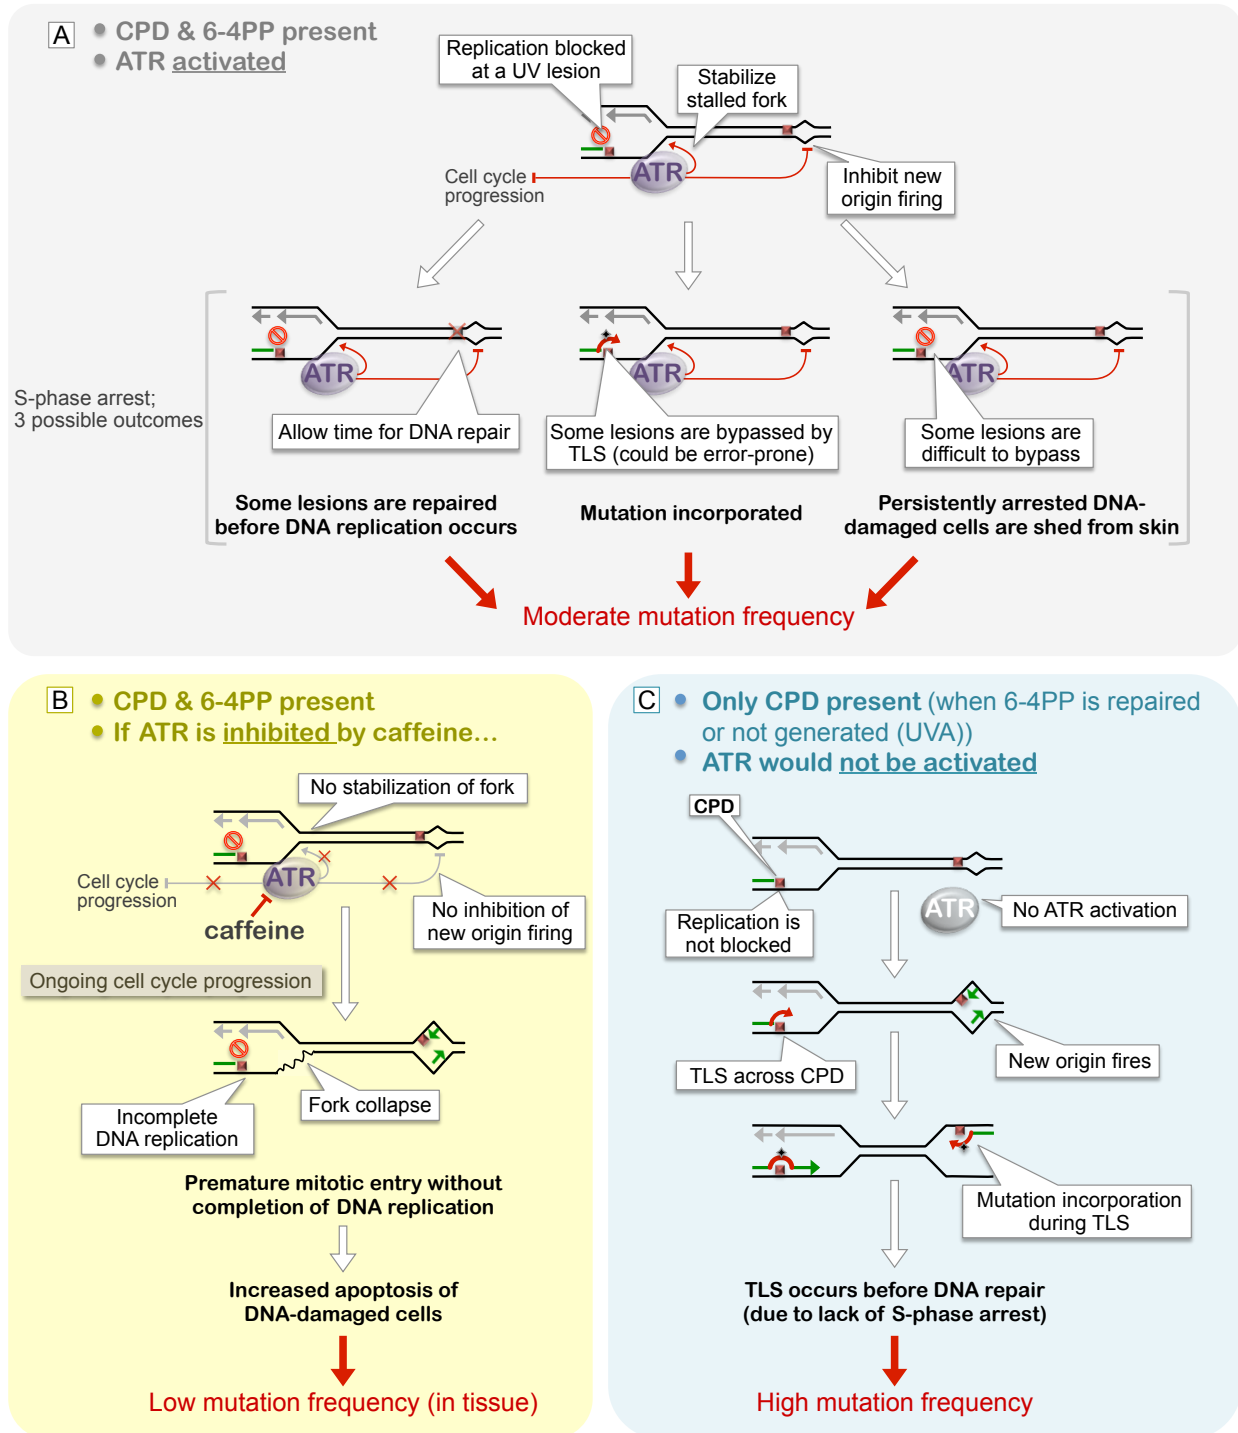 A
• CPD & 6-4PP present
• ATR activated
Replication blocked
at a UV lesion
Stabilize
stalled fork
Cell cycle
progression
ATR
Inhibit new
origin firing
S-phase arrest;
3 possible outcomes
ATR
ATR
ATR
Allow time for DNA repair
Some lesions are bypassed by
TLS (could be error-prone)
Some lesions are
difficult to bypass
Some lesions are repaired
before DNA replication occurs
Mutation incorporated
Persistently arrested DNA-
damaged cells are shed from skin
Moderate mutation frequency
B
• CPD & 6-4PP present
• If ATR is inhibited by caffeine…
No stabilization of fork
Cell cycle
progression
ATR
caffeine
No inhibition of
new origin firing
Ongoing cell cycle progression
Incomplete
DNA replication
Fork collapse
Premature mitotic entry without
completion of DNA replication
Increased apoptosis of
DNA-damaged cells
Low mutation frequency (in tissue)
C
• Only CPD present (when 6-4PP is repaired
or not generated (UVA))
• ATR would not be activated
CPD
Replication is
not blocked
ATR
No ATR activation
TLS across CPD
New origin fires
Mutation incorporation
during TLS
TLS occurs before DNA repair
(due to lack of S-phase arrest)
High mutation frequency